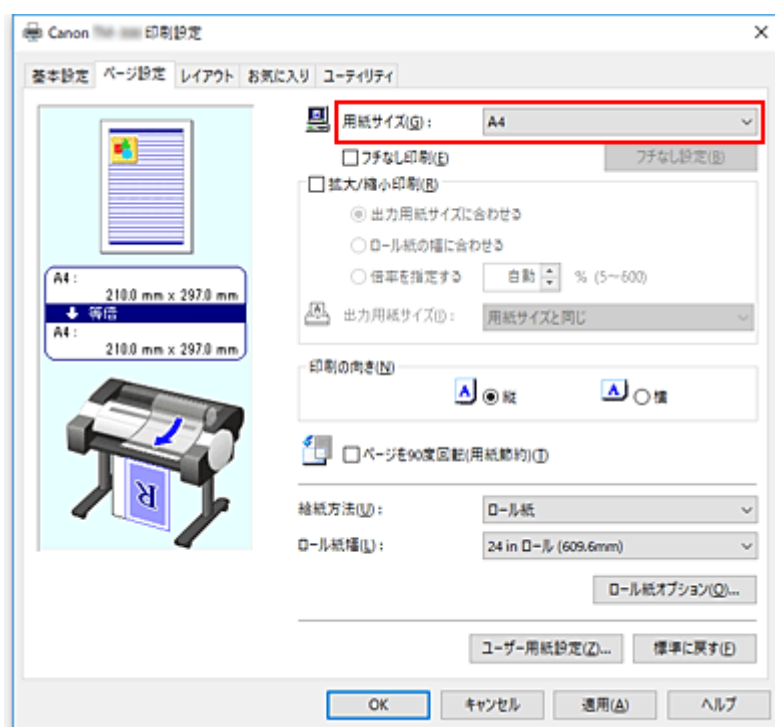 Canon 印刷設定
基本設定 ページ設定 レイアウト お気に入り ユーティリティ
用紙サイズ(G): A4
フチなし印刷(E) フチなし設定(B)
拡大/縮小印刷(R)
出力用紙サイズに合わせる
ロール紙の幅に合わせる
倍率を指定する 自動 % (5～600)
出力用紙サイズ(I): 用紙サイズと同じ
A4:
210.0 mm x 297.0 mm
等倍
A4:
210.0 mm x 297.0 mm
印刷の向き(N)
A 縦 A 横
ページを90度回転(用紙節約)(T)
給紙方法(U): ロール紙
ロール紙幅(L): 24 in ロール (609.6mm)
R
ロール紙オプション(O)...
ユーザー用紙設定(Z)... 標準に戻す(F)
OK キャンセル 適用(A) ヘルプ